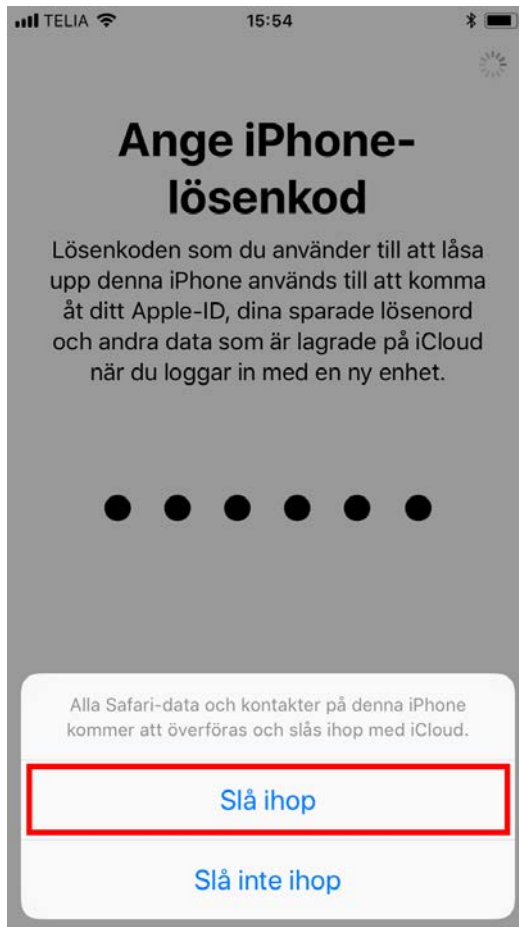 TELIA 15:54
Ange iPhone-
lösenkod
Lösenkoden som du använder till att låsa
upp denna iPhone används till att komma
åt ditt Apple-ID, dina sparade lösenord
och andra data som är lagrade på iCloud
när du loggar in med en ny enhet.
Alla Safari-data och kontakter på denna iPhone
kommer att överföras och slås ihop med iCloud.
Slå ihop
Slå inte ihop